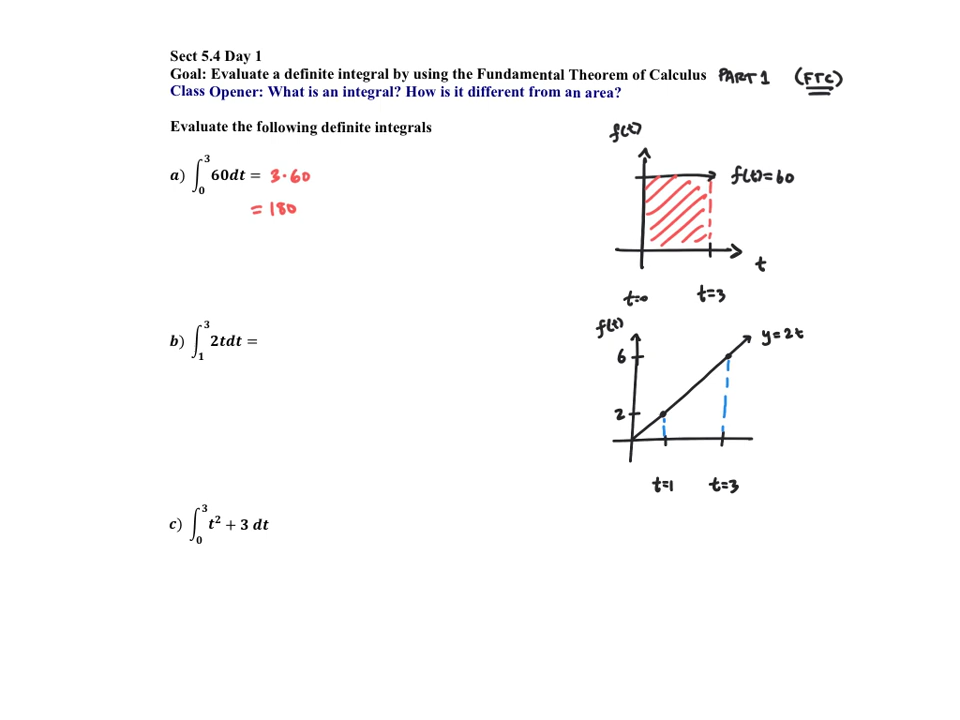 Sect 5.4 Day 1
Goal: Evaluate a definite integral by using the Fundamental Theorem of Calculus PART 1 (FTC)
Class Opener: What is an integral? How is it different from an area?
Evaluate the following definite integrals
a) ∫₀³ 60dt = 3·60
= 180
f(t)
f(t)=60
t
t=0
t=3
b) ∫₁³ 2tdt =
f(t)
y=2t
6
2
t=1
t=3
c) ∫₀³ t² + 3 dt